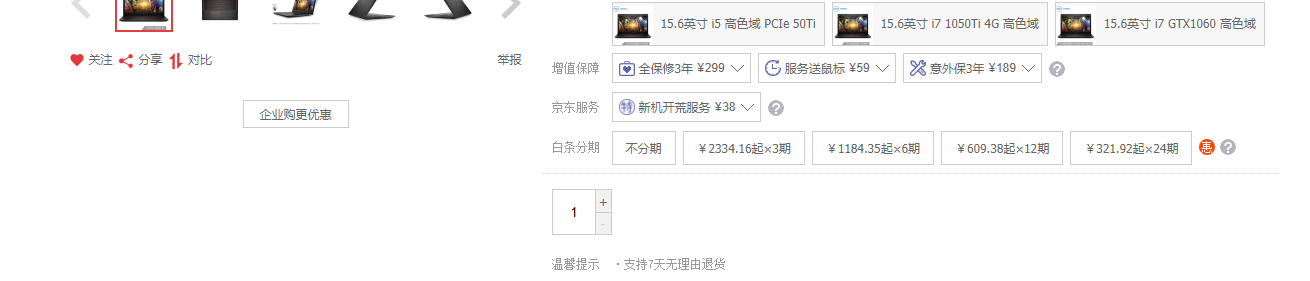 15.6英寸 i5 高色域 PCIe 50Ti
15.6英寸 i7 1050Ti 4G 高色域
15.6英寸 i7 GTX1060 高色域
关注 分享 对比
举报
企业购更优惠
增值保障 全保修3年 ¥299 服务送鼠标 ¥59 意外保3年 ¥189 ?
京东服务 新机开荒服务 ¥38 ?
白条分期 不分期 ￥2334.16起×3期 ￥1184.35起×6期 ￥609.38起×12期 ￥321.92起×24期 惠 ?
1 + -
温馨提示 ·支持7天无理由退货